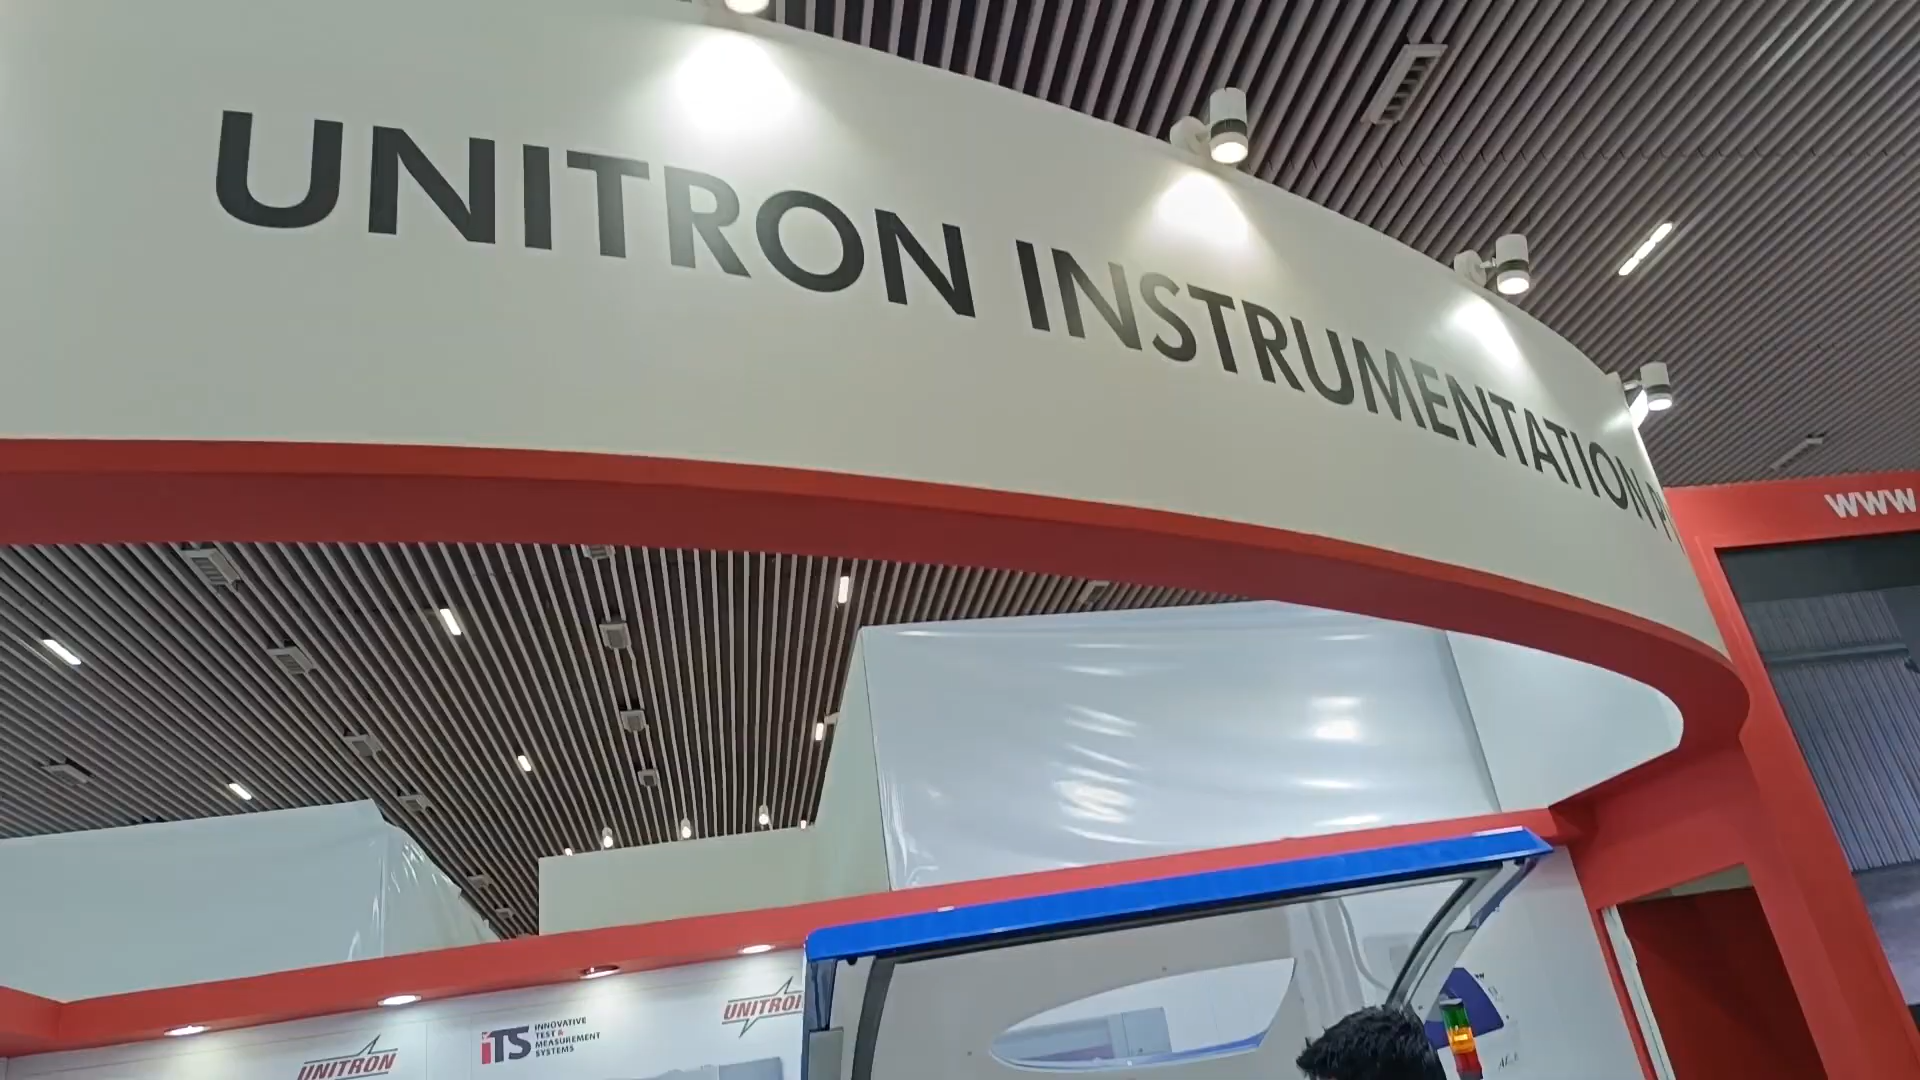 UNITRON INSTRUMENTATION
WWW
UNITRON
iTS
INNOVATIVE
TEST &
MEASUREMENT
SYSTEMS
UNITRON